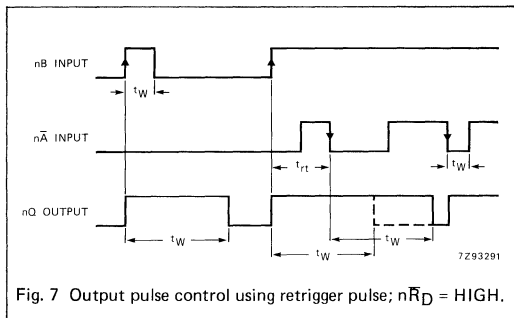 nB INPUT
tW
nA̅ INPUT
trt
tW
nQ OUTPUT
tW
tW
tW
7Z93291
Fig. 7 Output pulse control using retrigger pulse; nR̅D = HIGH.